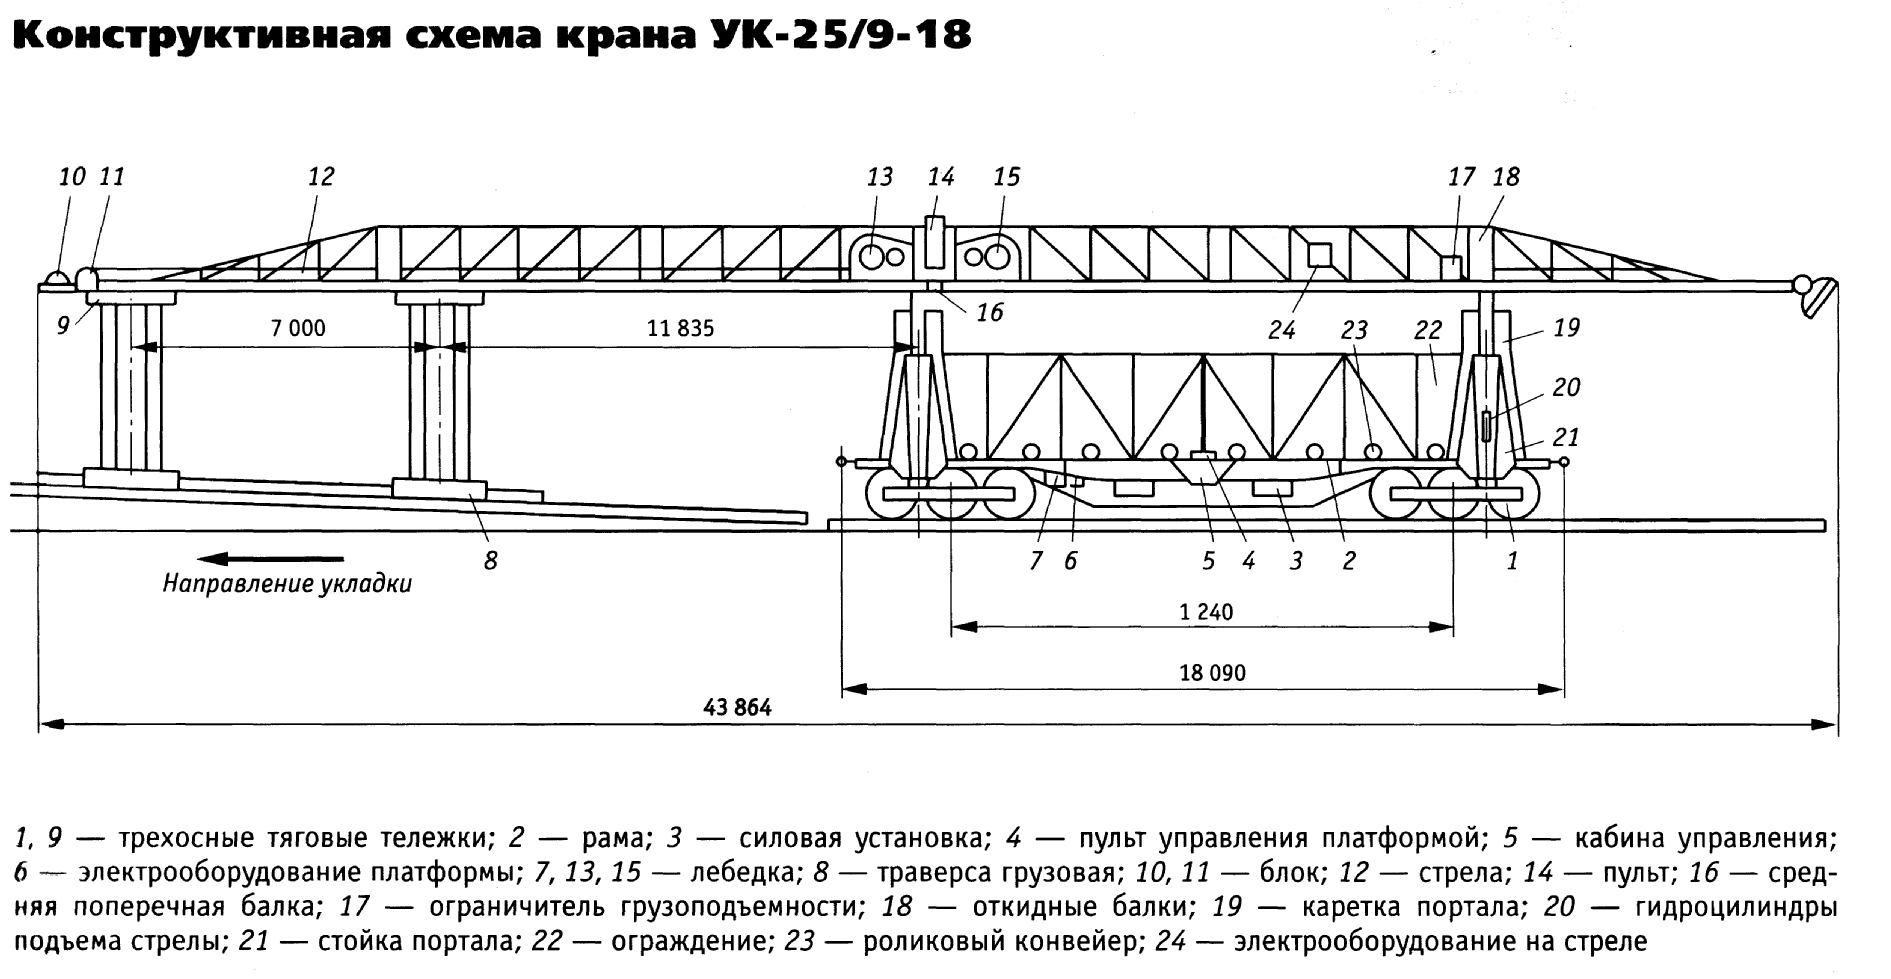 Конструктивная схема крана УК-25/9-18
10 11 12 13 14 15 17 18
9 7 000 11 835 16 24 23 22 19
20
21
8 7 6 5 4 3 2 1
Направление укладки
1 240
18 090
43 864
1, 9 — трехосные тяговые тележки; 2 — рама; 3 — силовая установка; 4 — пульт управления платформой; 5 — кабина управления;
6 — электрооборудование платформы; 7, 13, 15 — лебедка; 8 — траверса грузовая; 10, 11 — блок; 12 — стрела; 14 — пульт; 16 — сред-
няя поперечная балка; 17 — ограничитель грузоподъемности; 18 — откидные балки; 19 — каретка портала; 20 — гидроцилиндры
подъема стрелы; 21 — стойка портала; 22 — ограждение; 23 — роликовый конвейер; 24 — электрооборудование на стреле